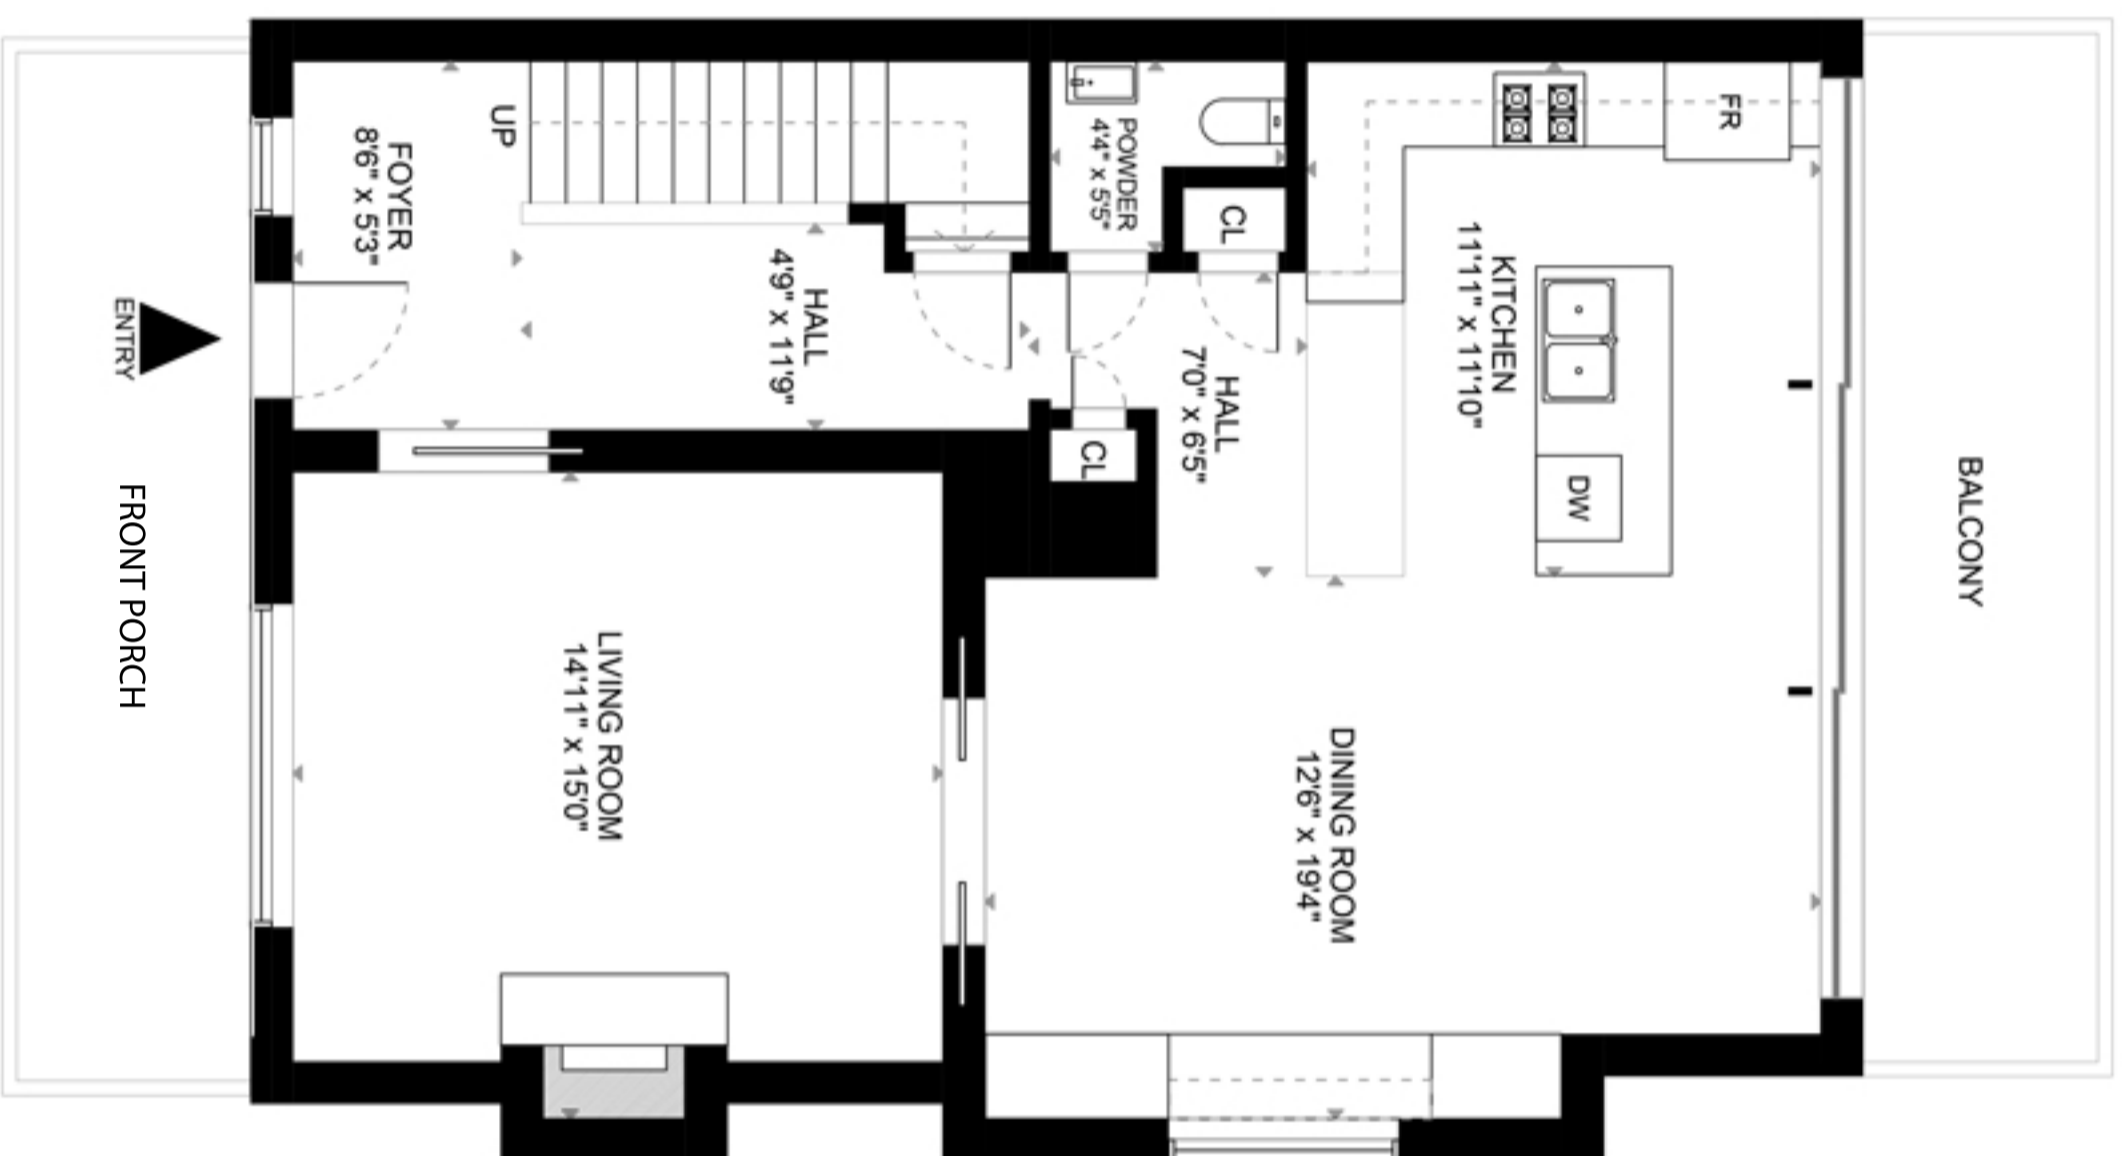 FOYER
8'6" x 5'3"
UP
ENTRY
FRONT PORCH
HALL
4'9" x 11'9"
POWDER
4'4" x 5'5"
CL
HALL
7'0" x 6'5"
CL
FR
KITCHEN
11'11" x 11'10"
DW
BALCONY
LIVING ROOM
14'11" x 15'0"
DINING ROOM
12'6" x 19'4"